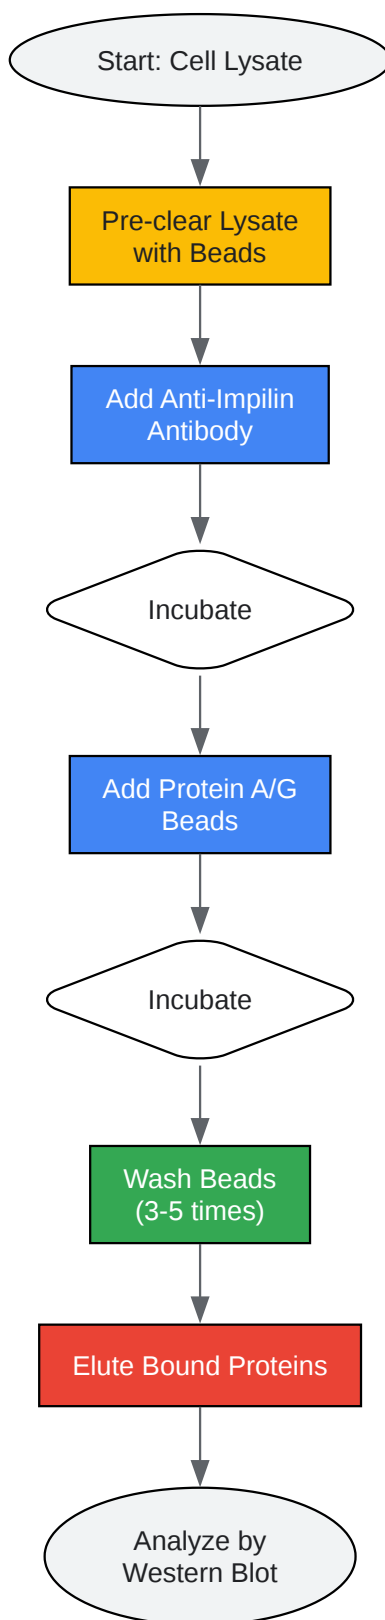 Start: Cell Lysate
Pre-clear Lysate
with Beads
Add Anti-Impilin
Antibody
Incubate
Add Protein A/G
Beads
Incubate
Wash Beads
(3-5 times)
Elute Bound Proteins
Analyze by
Western Blot